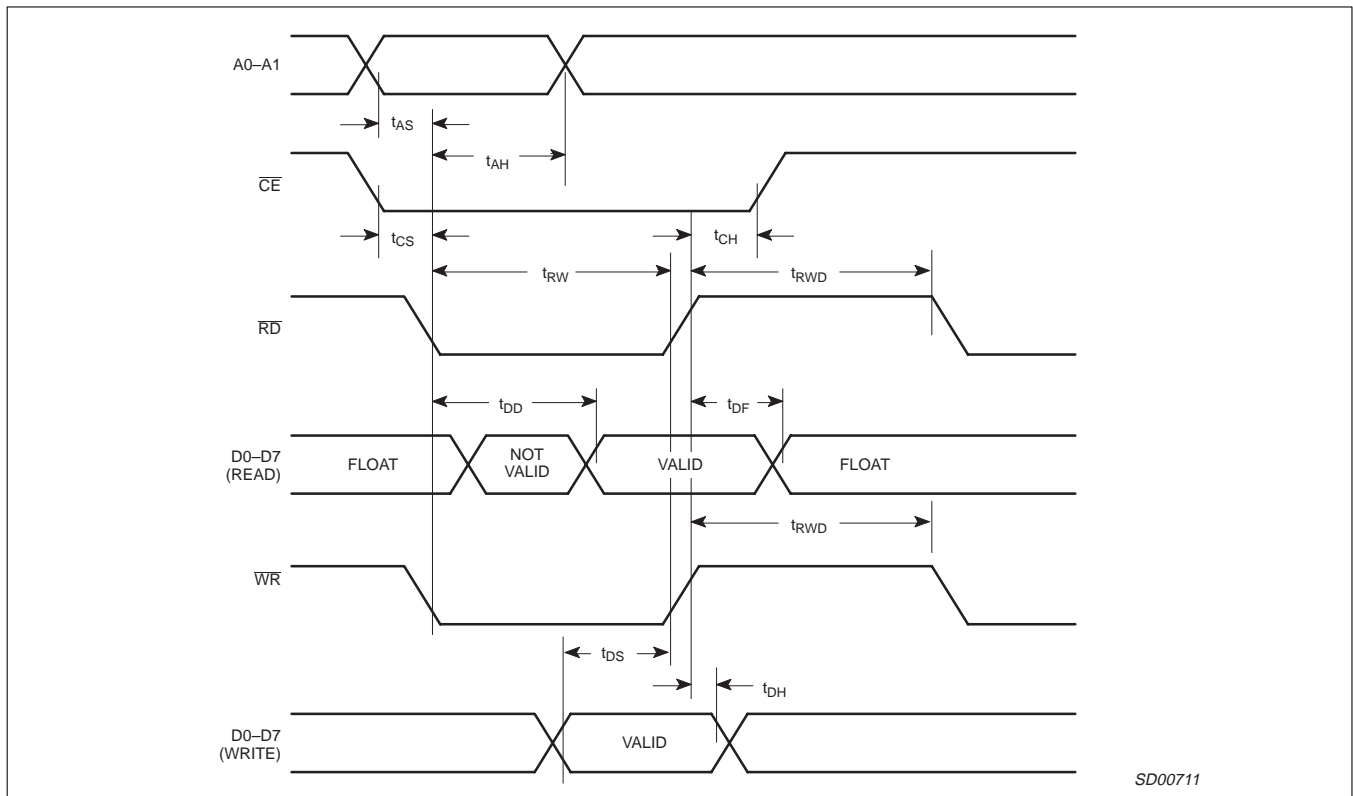 A0–A1
tAS
tAH
CE
tCS
tCH
tRW
tRWD
RD
tDD
tDF
D0–D7
(READ)
FLOAT
NOT
VALID
VALID
FLOAT
tRWD
WR
tDS
tDH
D0–D7
(WRITE)
VALID
SD00711